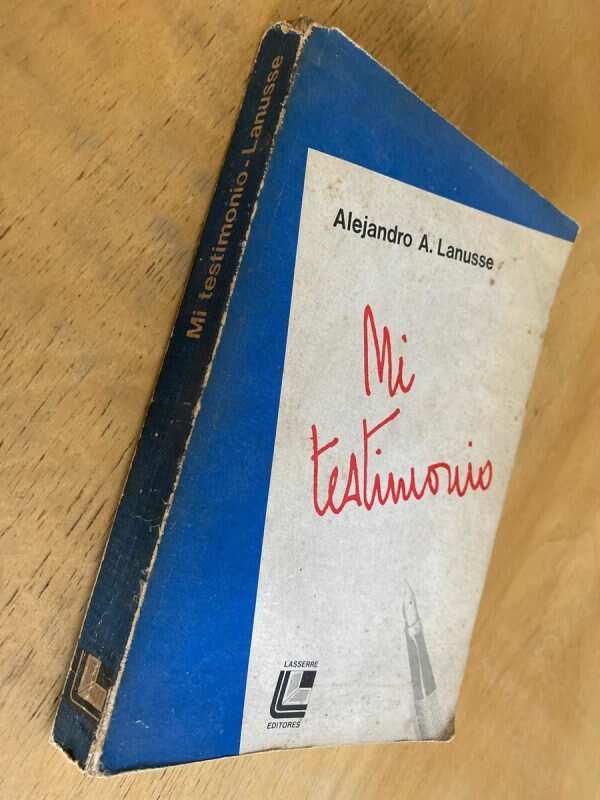 Mi testimonio - Lanusse
Alejandro A. Lanusse
Mi
testimonio
LASSERRE
EDITORES